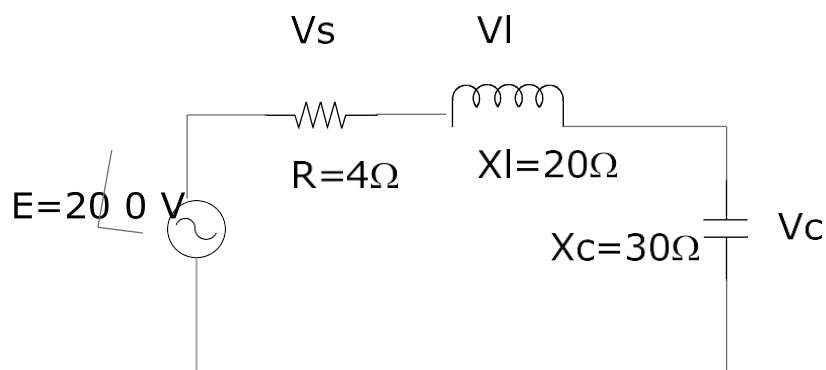 Vs
Vl
R=4Ω
Xl=20Ω
E=20 0 V
Xc=30Ω
Vc